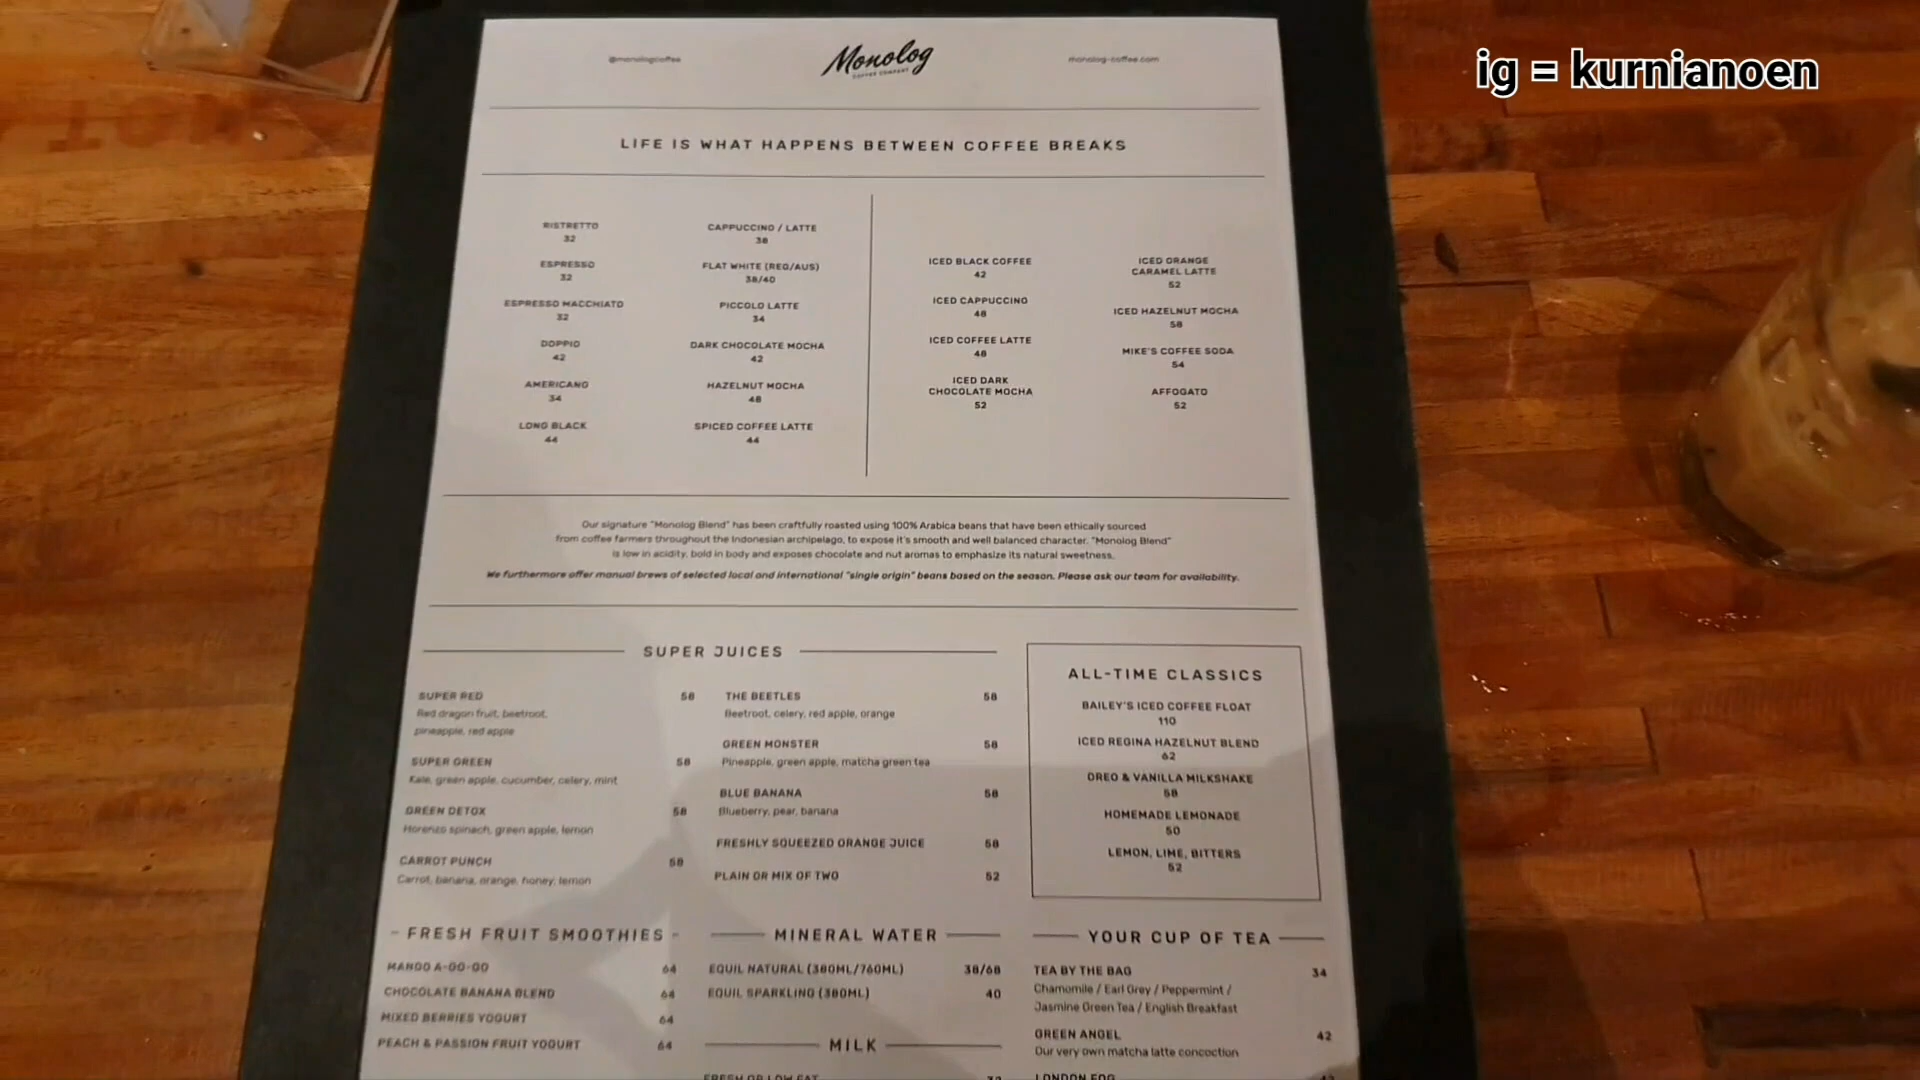 ig = kurnianoen
@monologcoffee
Monolog
COFFEE COMPANY
monolog-coffee.com
LIFE IS WHAT HAPPENS BETWEEN COFFEE BREAKS
RISTRETTO
32
ESPRESSO
32
ESPRESSO MACCHIATO
32
DOPPIO
42
AMERICANO
34
LONG BLACK
44
CAPPUCCINO / LATTE
38
FLAT WHITE (REG/AUS)
38/40
PICCOLO LATTE
34
DARK CHOCOLATE MOCHA
42
HAZELNUT MOCHA
48
SPICED COFFEE LATTE
44
ICED BLACK COFFEE
42
ICED CAPPUCCINO
48
ICED COFFEE LATTE
48
ICED DARK
CHOCOLATE MOCHA
52
ICED ORANGE
CARAMEL LATTE
52
ICED HAZELNUT MOCHA
58
MIKE'S COFFEE SODA
54
AFFOGATO
52
Our signature "Monolog Blend" has been craftfully roasted using 100% Arabica beans that have been ethically sourced
from coffee farmers throughout the Indonesian archipelago, to expose it's smooth and well balanced character. "Monolog Blend"
is low in acidity, bold in body and exposes chocolate and nut aromas to emphasize its natural sweetness.
We furthermore offer manual brews of selected local and international "single origin" beans based on the season. Please ask our team for availability.
SUPER JUICES
SUPER RED 58
Red dragon fruit, beetroot,
pineapple, red apple
SUPER GREEN 58
Kale, green apple, cucumber, celery, mint
GREEN DETOX 58
Horenzo spinach, green apple, lemon
CARROT PUNCH 58
Carrot, banana, orange, honey, lemon
THE BEETLES 58
Beetroot, celery, red apple, orange
GREEN MONSTER 58
Pineapple, green apple, matcha green tea
BLUE BANANA 58
Blueberry, pear, banana
FRESHLY SQUEEZED ORANGE JUICE 58
PLAIN OR MIX OF TWO 52
ALL-TIME CLASSICS
BAILEY'S ICED COFFEE FLOAT
110
ICED REGINA HAZELNUT BLEND
62
OREO & VANILLA MILKSHAKE
58
HOMEMADE LEMONADE
50
LEMON, LIME, BITTERS
52
FRESH FRUIT SMOOTHIES
MANGO A-GO-GO 64
CHOCOLATE BANANA BLEND 64
MIXED BERRIES YOGURT 64
PEACH & PASSION FRUIT YOGURT 64
MINERAL WATER
EQUIL NATURAL (380ML/760ML) 38/68
EQUIL SPARKLING (380ML) 40
MILK
FRESH OR LOW FAT
YOUR CUP OF TEA
TEA BY THE BAG 34
Chamomile / Earl Grey / Peppermint /
Jasmine Green Tea / English Breakfast
GREEN ANGEL 42
Our very own matcha latte concoction
LONDON FOG